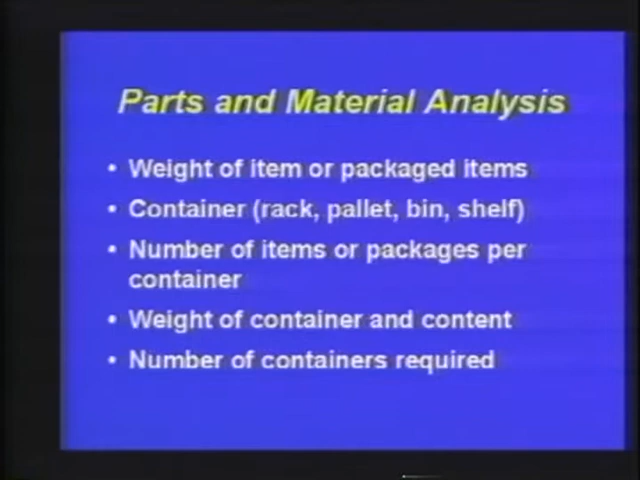 Parts and Material Analysis
• Weight of item or packaged items
• Container (rack, pallet, bin, shelf)
• Number of items or packages per
container
• Weight of container and content
• Number of containers required